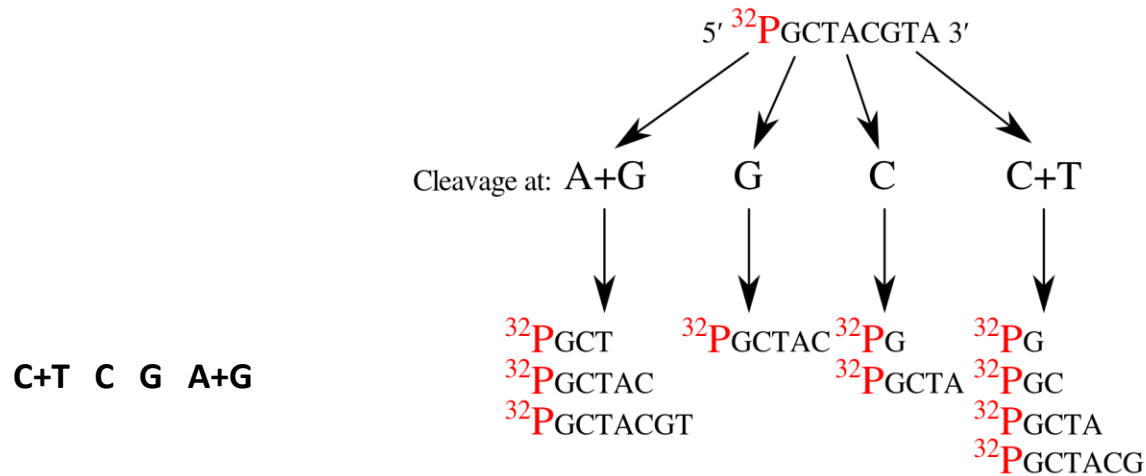 5′ 32PGCTACGTA 3′
Cleavage at: A+G G C C+T
32PGCT 32PGCTAC 32PG 32PG
C+T C G A+G 32PGCTAC 32PGCTA 32PGC
32PGCTACGT 32PGCTA
32PGCTACG